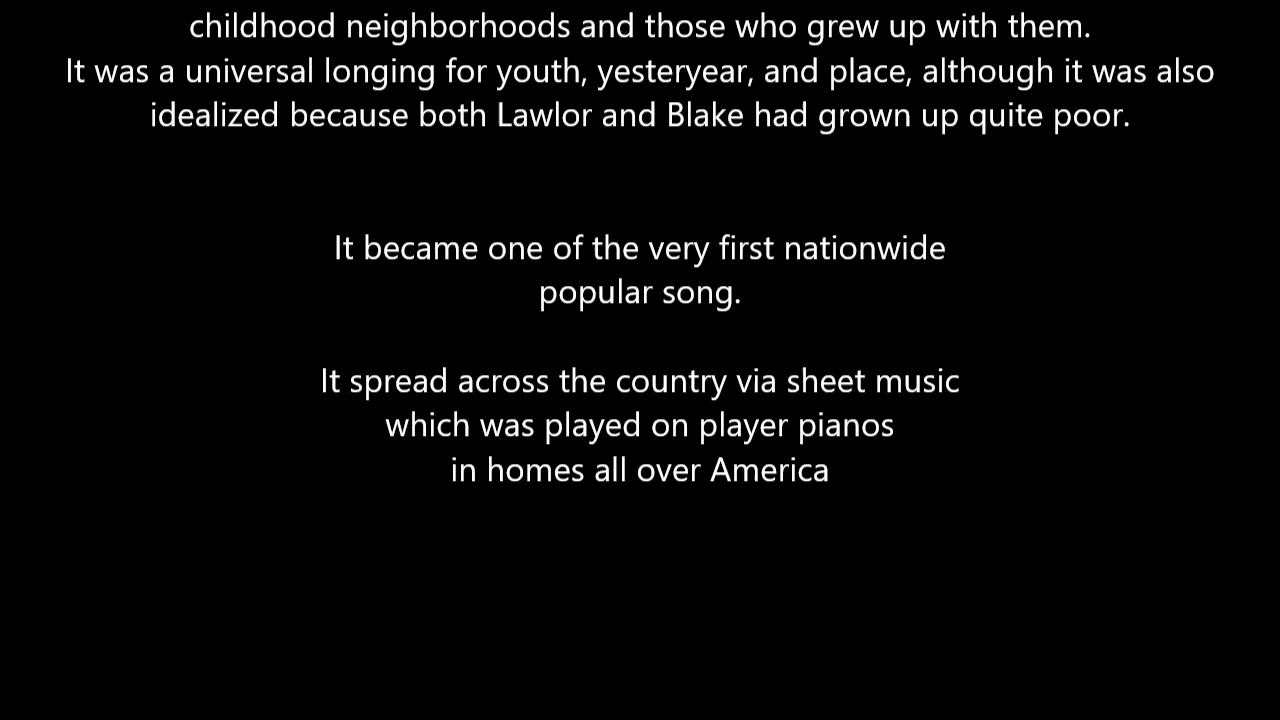 childhood neighborhoods and those who grew up with them.
It was a universal longing for youth, yesteryear, and place, although it was also
idealized because both Lawlor and Blake had grown up quite poor.
It became one of the very first nationwide
popular song.
It spread across the country via sheet music
which was played on player pianos
in homes all over America